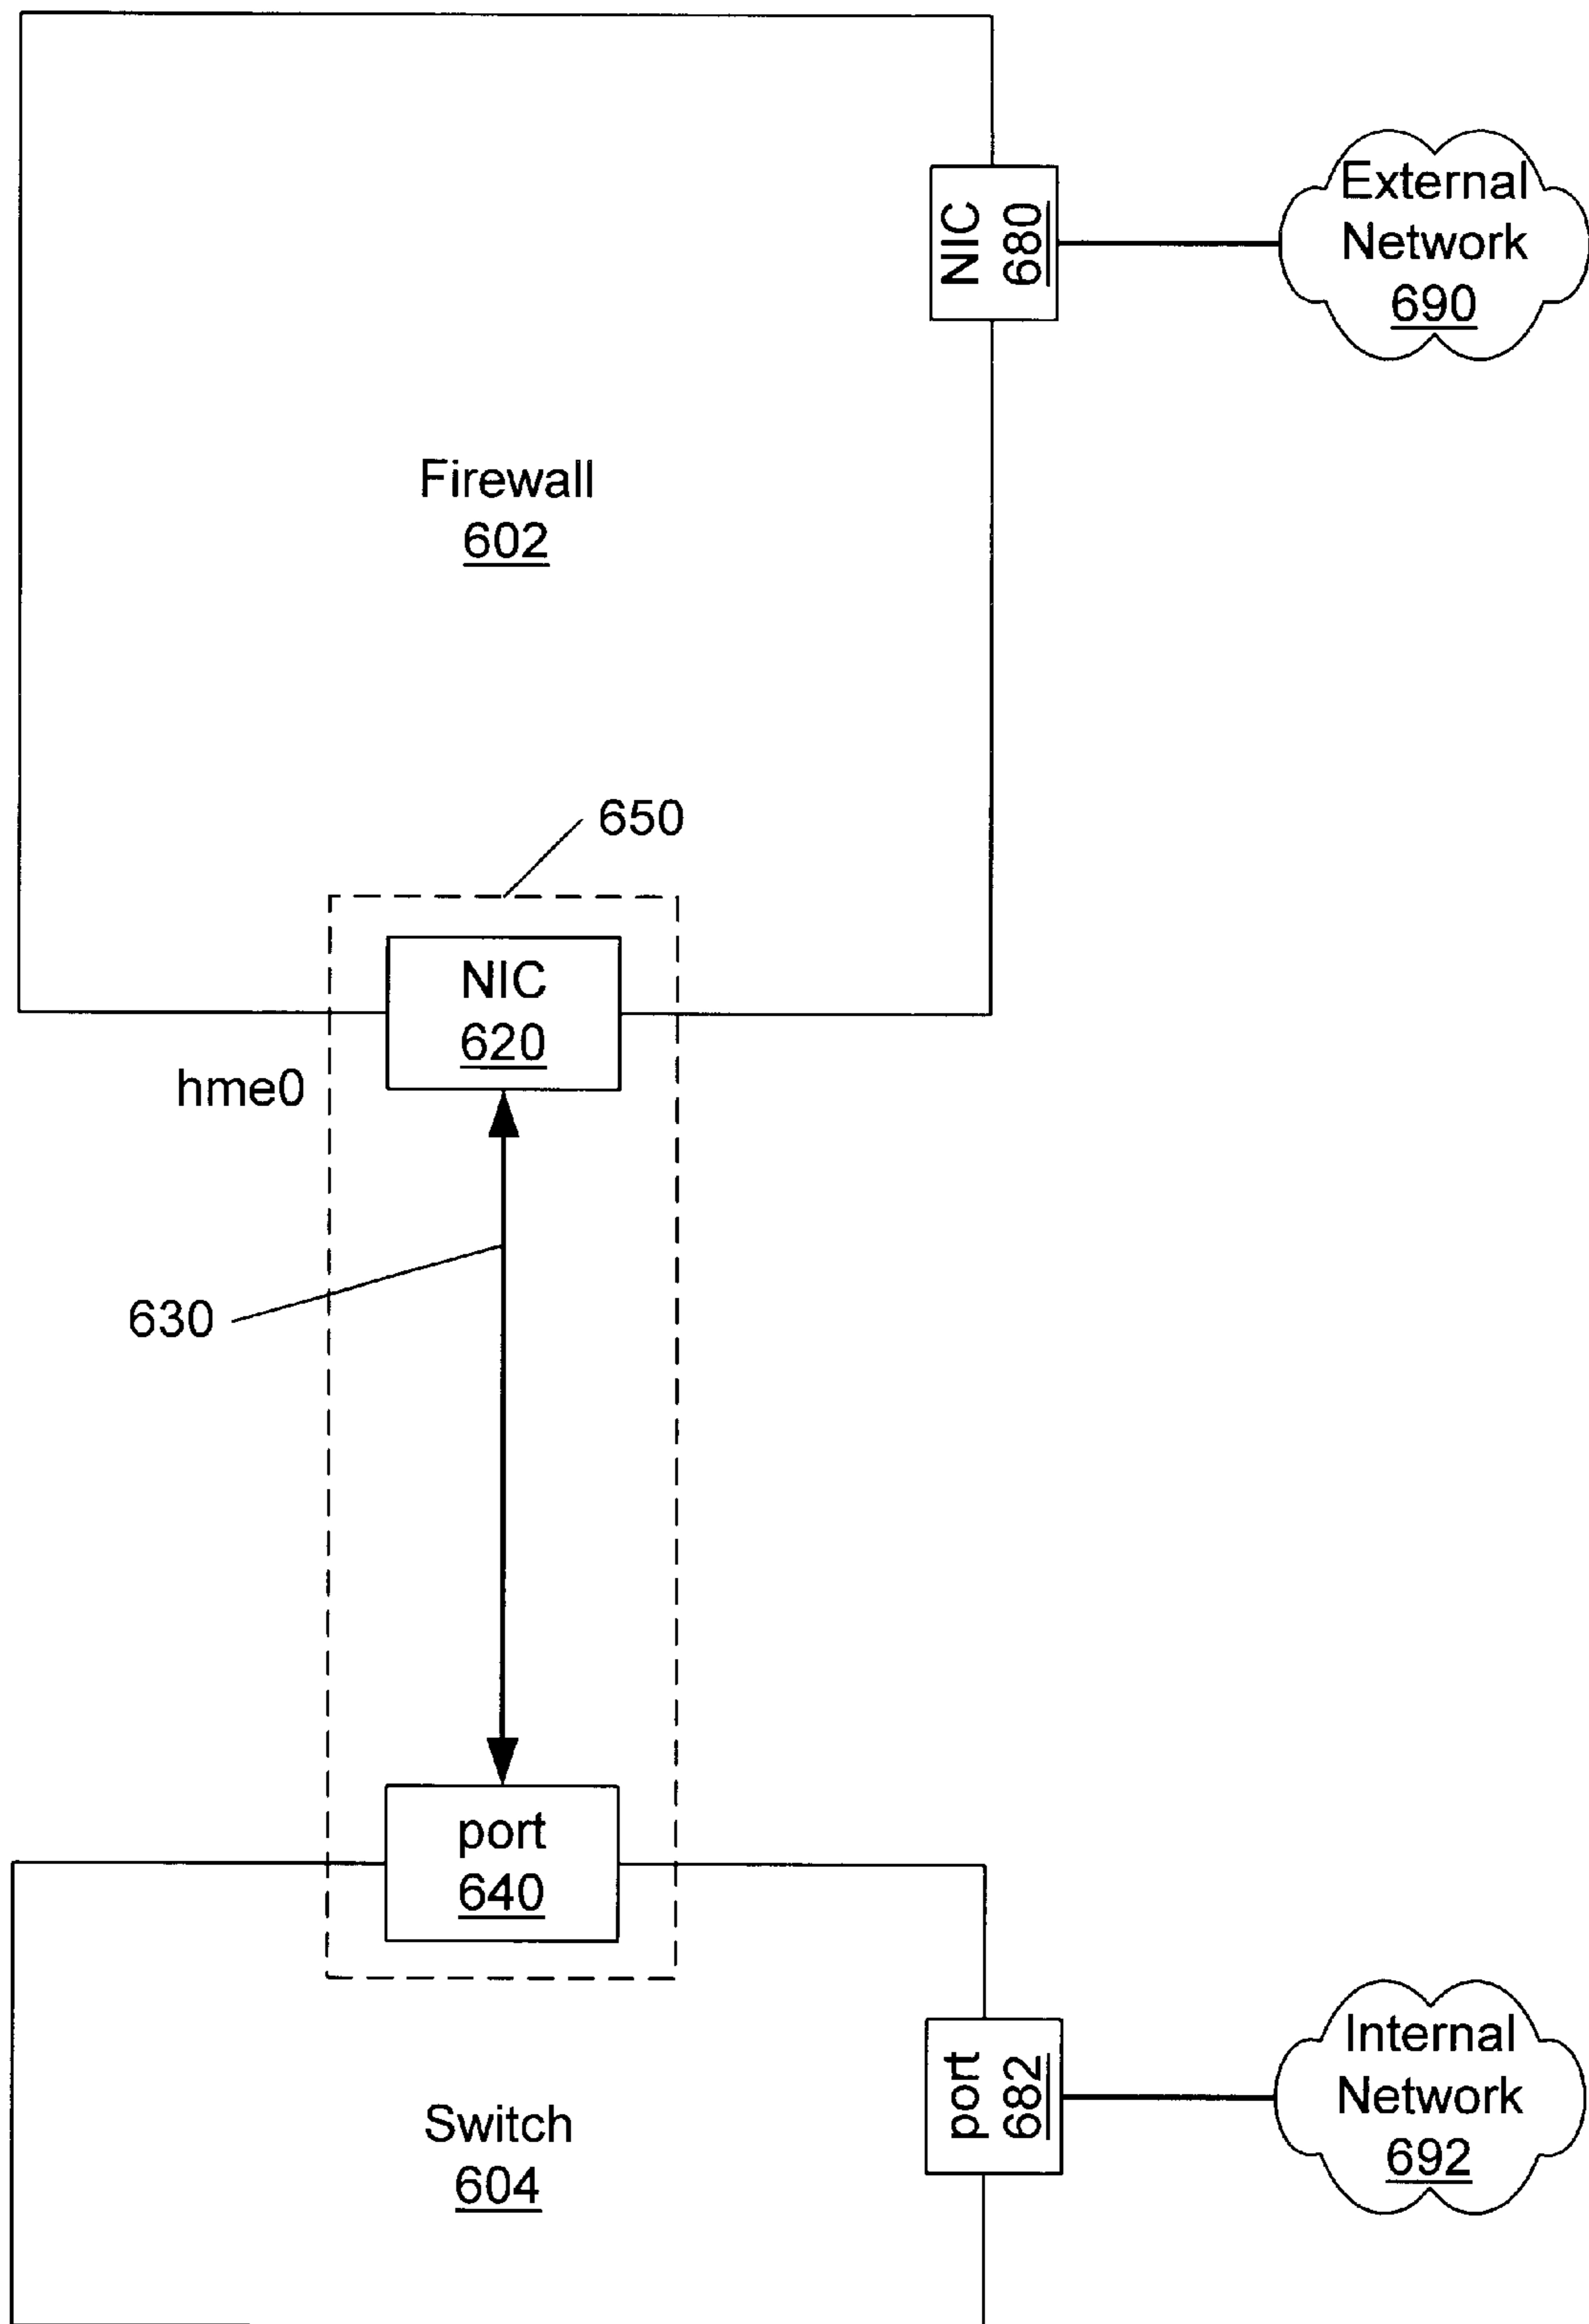 External
Network
690
NIC
680
Firewall
602
650
NIC
620
hme0
630
port
640
Internal
Network
692
port
682
Switch
604